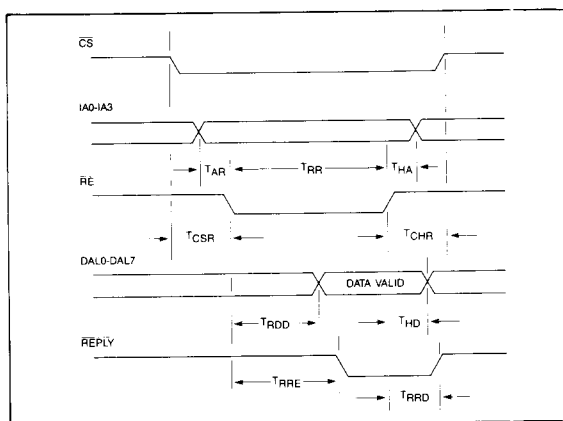 CS
IA0-IA3
TAR TRR THA
RE
TCSR TCHR
DAL0-DAL7
DATA VALID
TRDD THD
REPLY
TRRE TRRD